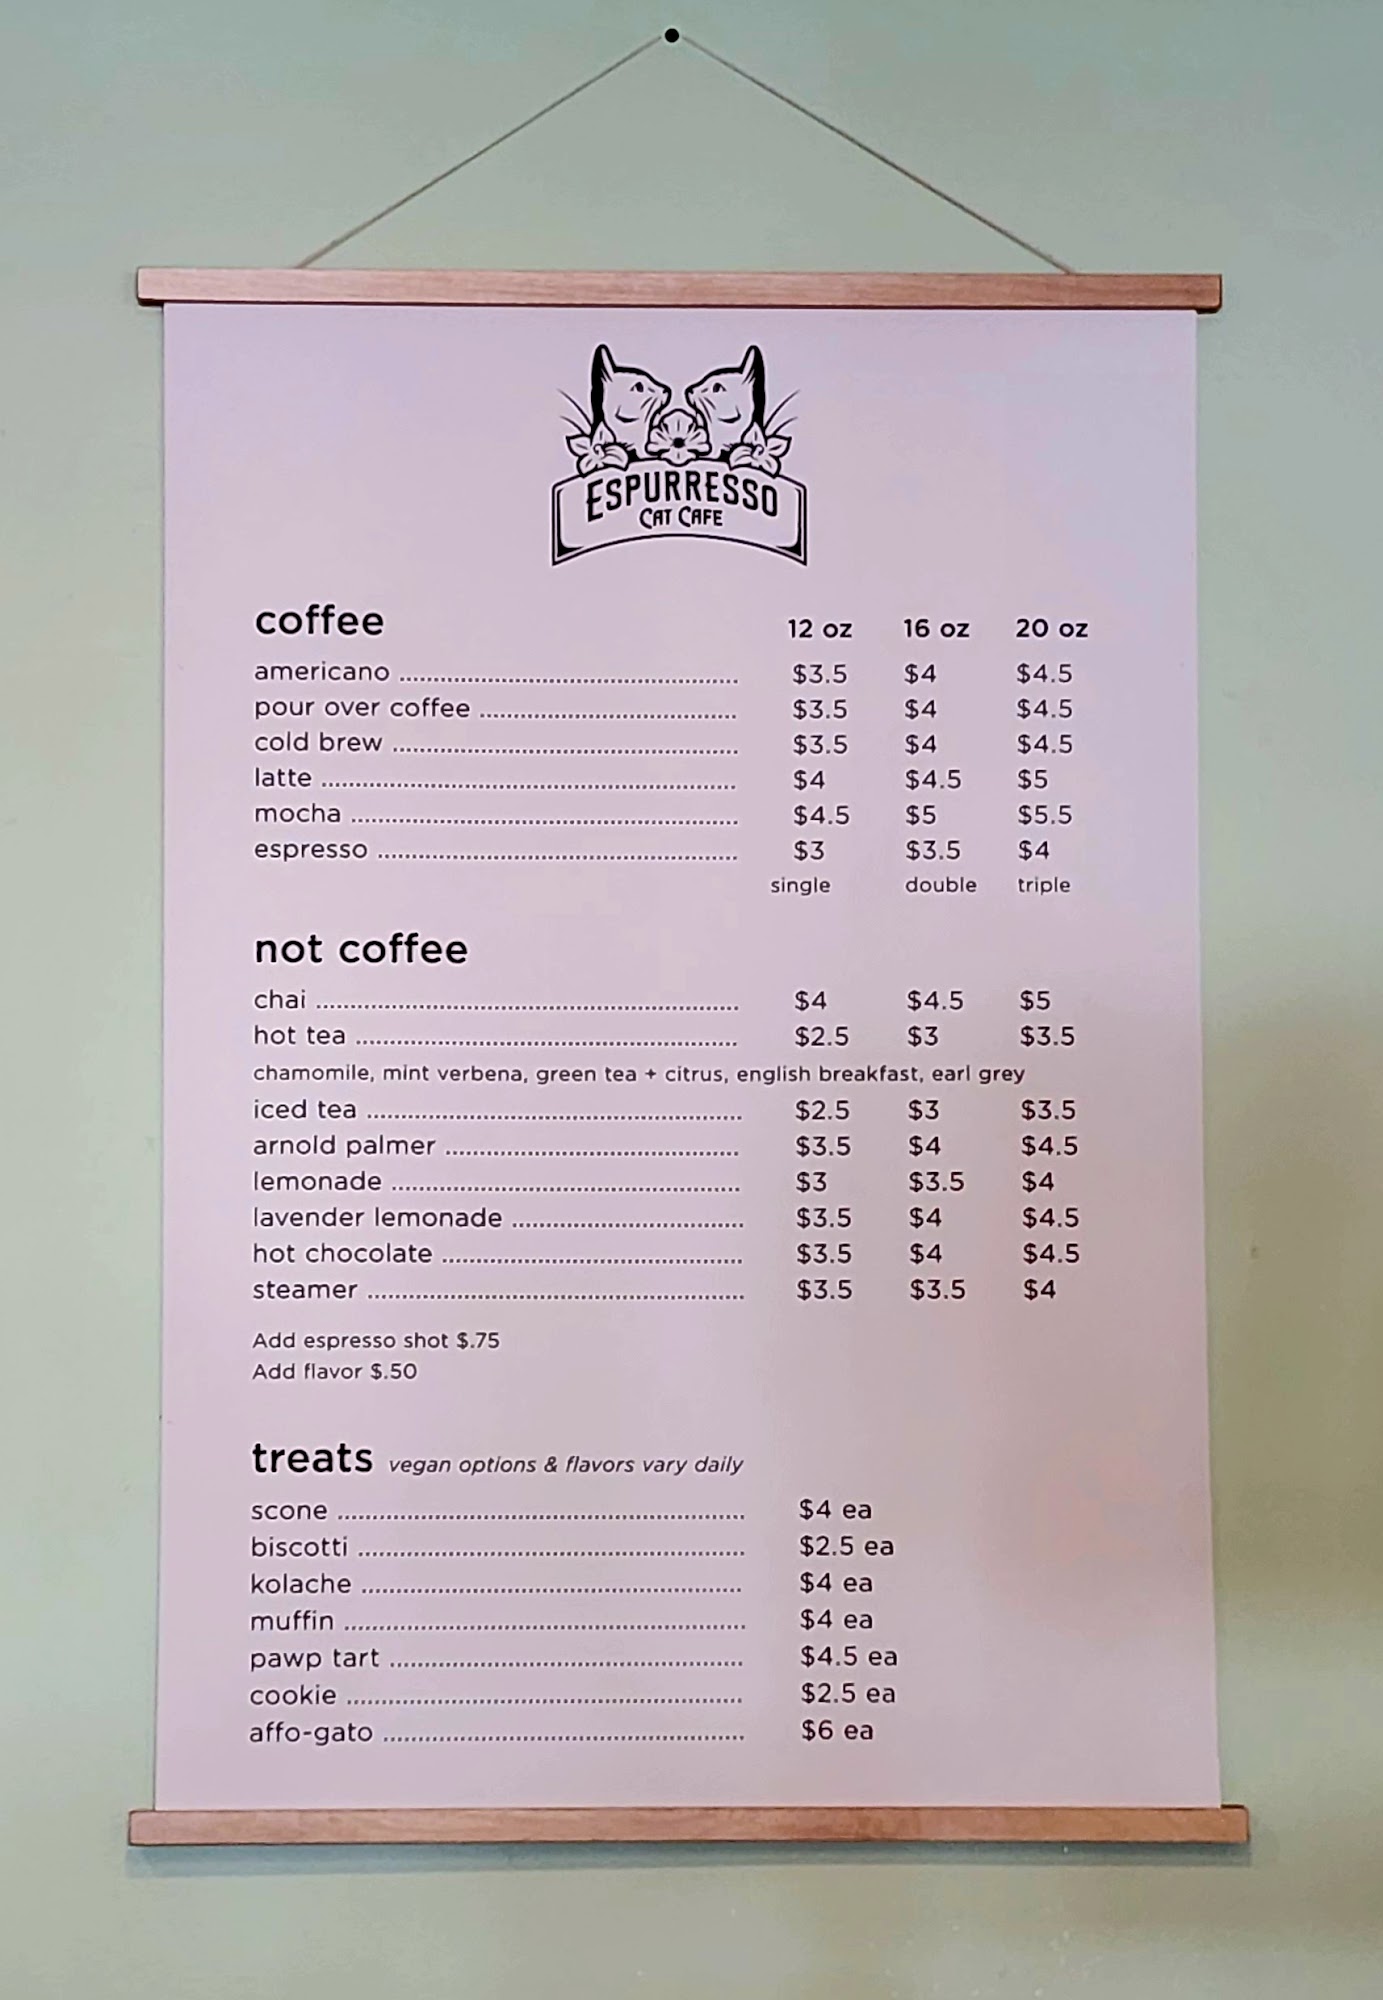 ESPURRESSO
CAT CAFE
coffee 12 oz 16 oz 20 oz
americano $3.5 $4 $4.5
pour over coffee $3.5 $4 $4.5
cold brew $3.5 $4 $4.5
latte $4 $4.5 $5
mocha $4.5 $5 $5.5
espresso $3 $3.5 $4
single double triple
not coffee
chai $4 $4.5 $5
hot tea $2.5 $3 $3.5
chamomile, mint verbena, green tea + citrus, english breakfast, earl grey
iced tea $2.5 $3 $3.5
arnold palmer $3.5 $4 $4.5
lemonade $3 $3.5 $4
lavender lemonade $3.5 $4 $4.5
hot chocolate $3.5 $4 $4.5
steamer $3.5 $3.5 $4
Add espresso shot $.75
Add flavor $.50
treats vegan options & flavors vary daily
scone $4 ea
biscotti $2.5 ea
kolache $4 ea
muffin $4 ea
pawp tart $4.5 ea
cookie $2.5 ea
affo-gato $6 ea